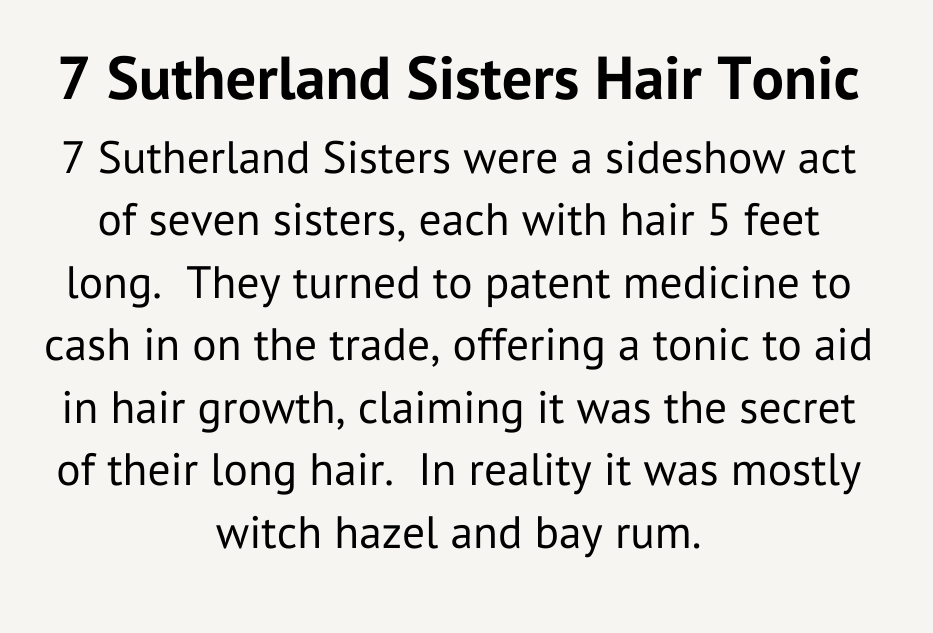 7 Sutherland Sisters Hair Tonic
7 Sutherland Sisters were a sideshow act
of seven sisters, each with hair 5 feet
long.  They turned to patent medicine to
cash in on the trade, offering a tonic to aid
in hair growth, claiming it was the secret
of their long hair.  In reality it was mostly
witch hazel and bay rum.